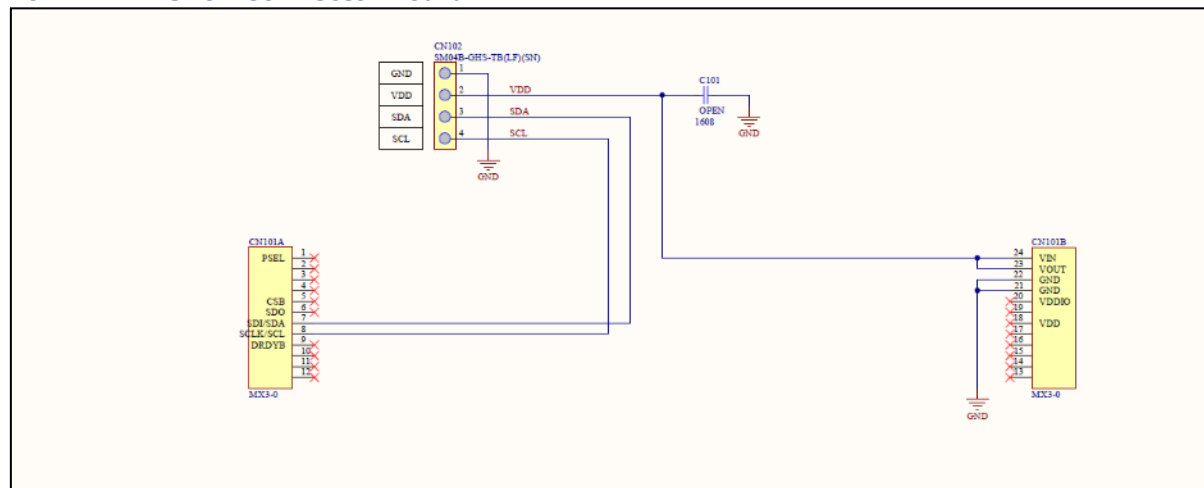 CN102
SM04B-GHS-TB(LF)(SN)
GND
VDD
SDA
SCL
1
2
3
4
VDD
SDA
SCL
GND
C101
OPEN
1608
GND
CN101A
PSEL 1
2
3
4
CSB 5
SDO 6
SDI/SDA 7
SCLK/SCL 8
DRDYB 9
10
11
12
MX3-0
CN101B
24 VIN
23 VOUT
22 GND
21 GND
20 VDDIO
19
18 VDD
17
16
15
14
13
MX3-0
GND